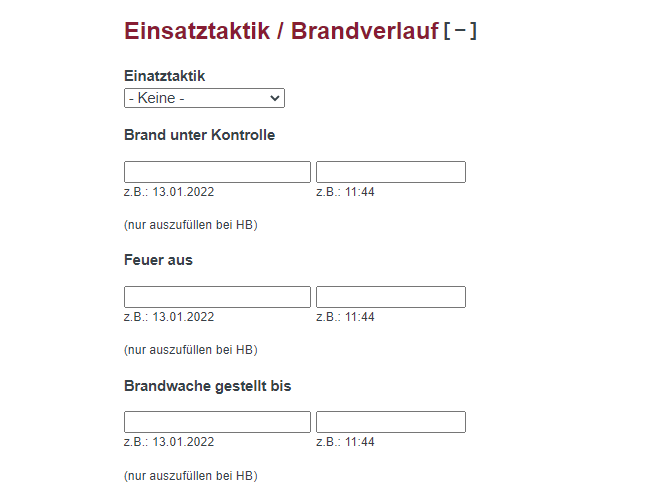 Einsatztaktik / Brandverlauf[-]
Einatztaktik
- Keine -
Brand unter Kontrolle
z.B.: 13.01.2022 z.B.: 11:44
(nur auszufüllen bei HB)
Feuer aus
z.B.: 13.01.2022 z.B.: 11:44
(nur auszufüllen bei HB)
Brandwache gestellt bis
z.B.: 13.01.2022 z.B.: 11:44
(nur auszufüllen bei HB)